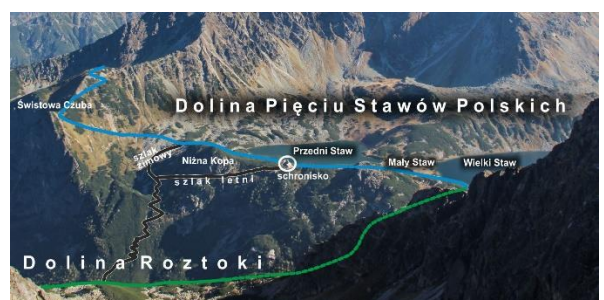 Świstowa Czuba
Dolina Pięciu Stawów Polskich
szlak
zimowy
Niżna Kopa
Przedni Staw
Mały Staw
Wielki Staw
schronisko
szlak letni
Dolina Roztoki